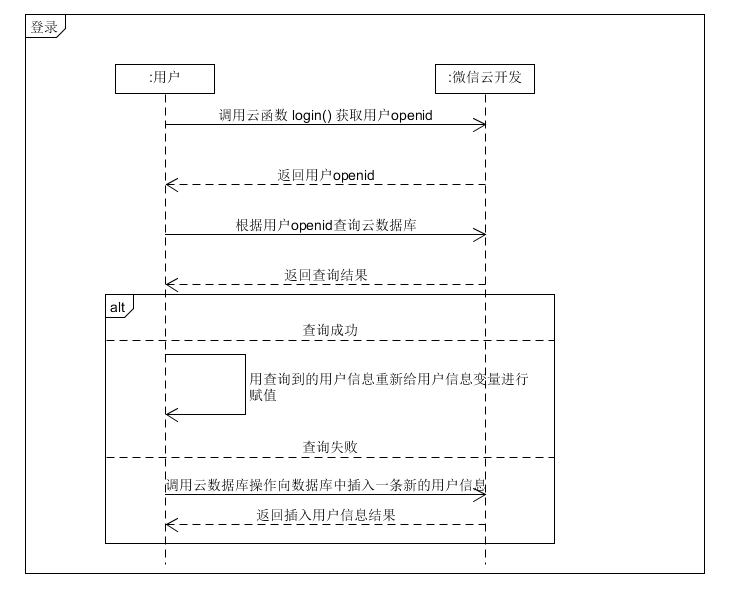 登录
:用户
:微信云开发
调用云函数 login() 获取用户openid
返回用户openid
根据用户openid查询云数据库
返回查询结果
alt
查询成功
用查询到的用户信息重新给用户信息变量进行
赋值
查询失败
调用云数据库操作向数据库中插入一条新的用户信息
返回插入用户信息结果